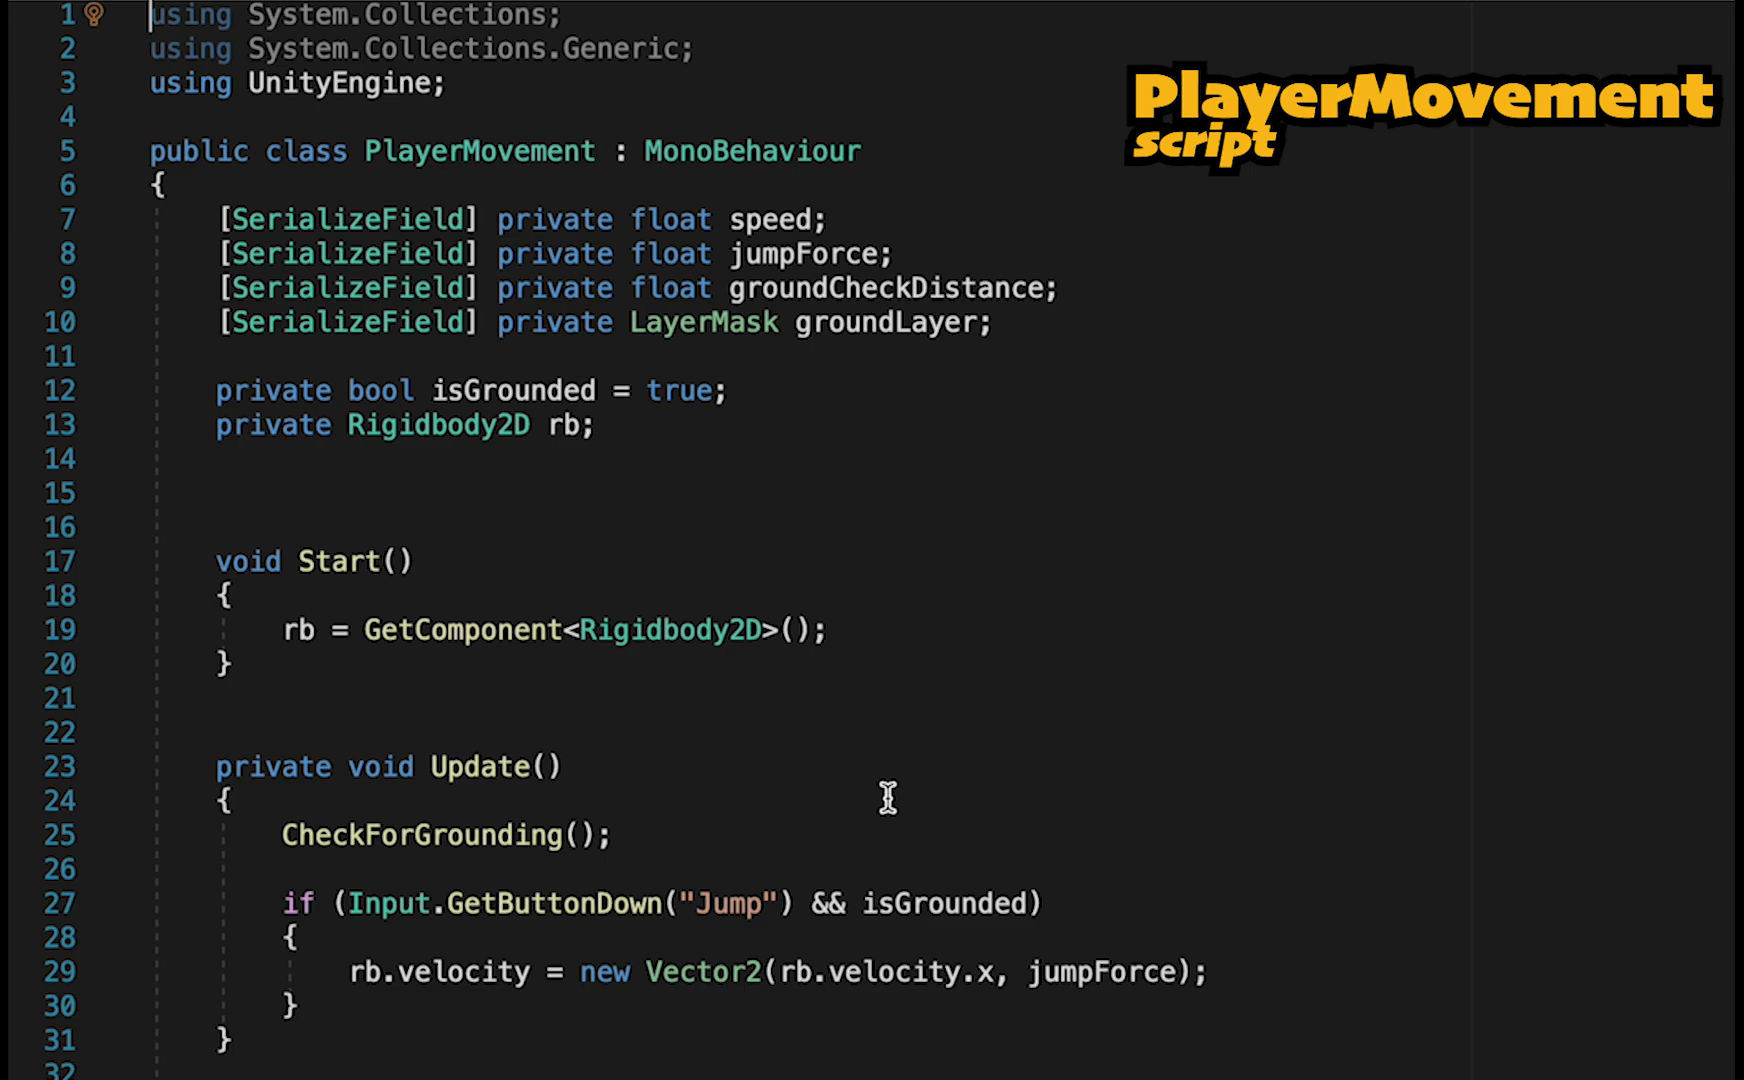 1 using System.Collections;
2 using System.Collections.Generic;
3 using UnityEngine;
4
5 public class PlayerMovement : MonoBehaviour
6 {
7 [SerializeField] private float speed;
8 [SerializeField] private float jumpForce;
9 [SerializeField] private float groundCheckDistance;
10 [SerializeField] private LayerMask groundLayer;
11
12 private bool isGrounded = true;
13 private Rigidbody2D rb;
14
15
16
17 void Start()
18 {
19 rb = GetComponent<Rigidbody2D>();
20 }
21
22
23 private void Update()
24 {
25 CheckForGrounding();
26
27 if (Input.GetButtonDown("Jump") && isGrounded)
28 {
29 rb.velocity = new Vector2(rb.velocity.x, jumpForce);
30 }
31 }
32
PlayerMovement
script